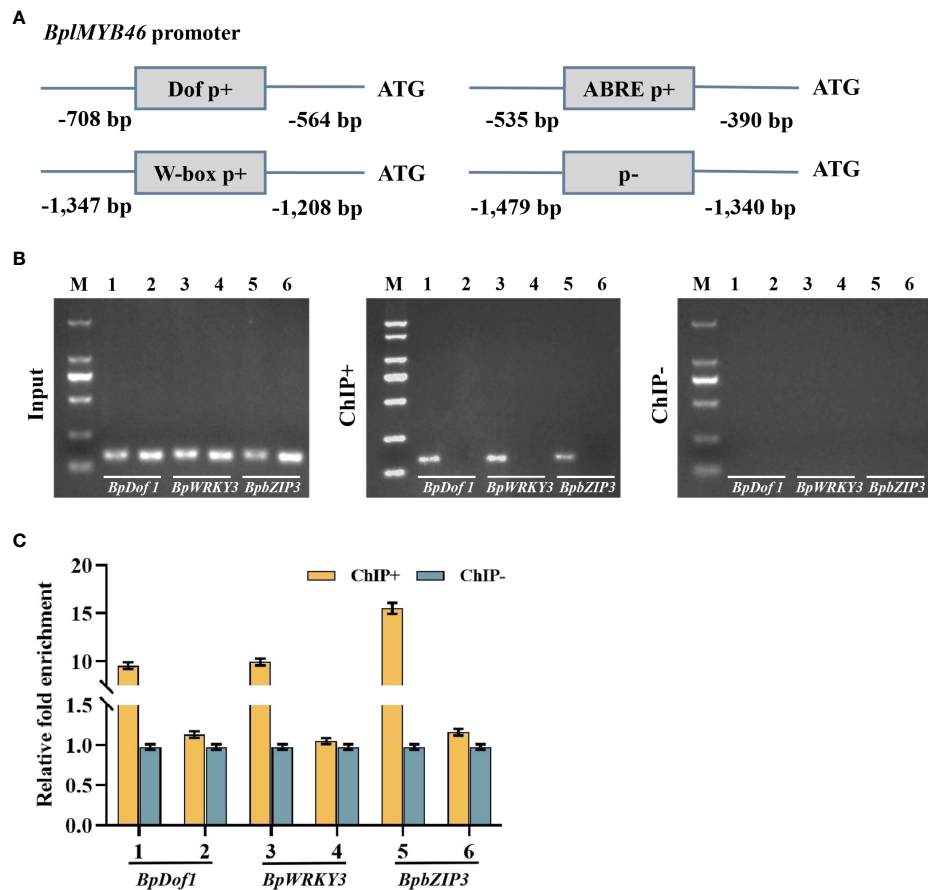 A
BplMYB46 promoter
Dof p+
ATG
-708 bp
-564 bp
ABRE p+
ATG
-535 bp
-390 bp
W-box p+
ATG
-1,347 bp
-1,208 bp
p-
ATG
-1,479 bp
-1,340 bp
B
M 1 2 3 4 5 6
Input
BpDof 1 BpWRKY3 BpbZIP3
M 1 2 3 4 5 6
ChIP+
BpDof 1 BpWRKY3 BpbZIP3
M 1 2 3 4 5 6
ChIP-
BpDof 1 BpWRKY3 BpbZIP3
C
Relative fold enrichment
20
15
10
1.5
1.0
0.5
0.0
ChIP+ ChIP-
1 2 3 4 5 6
BpDof1 BpWRKY3 BpbZIP3